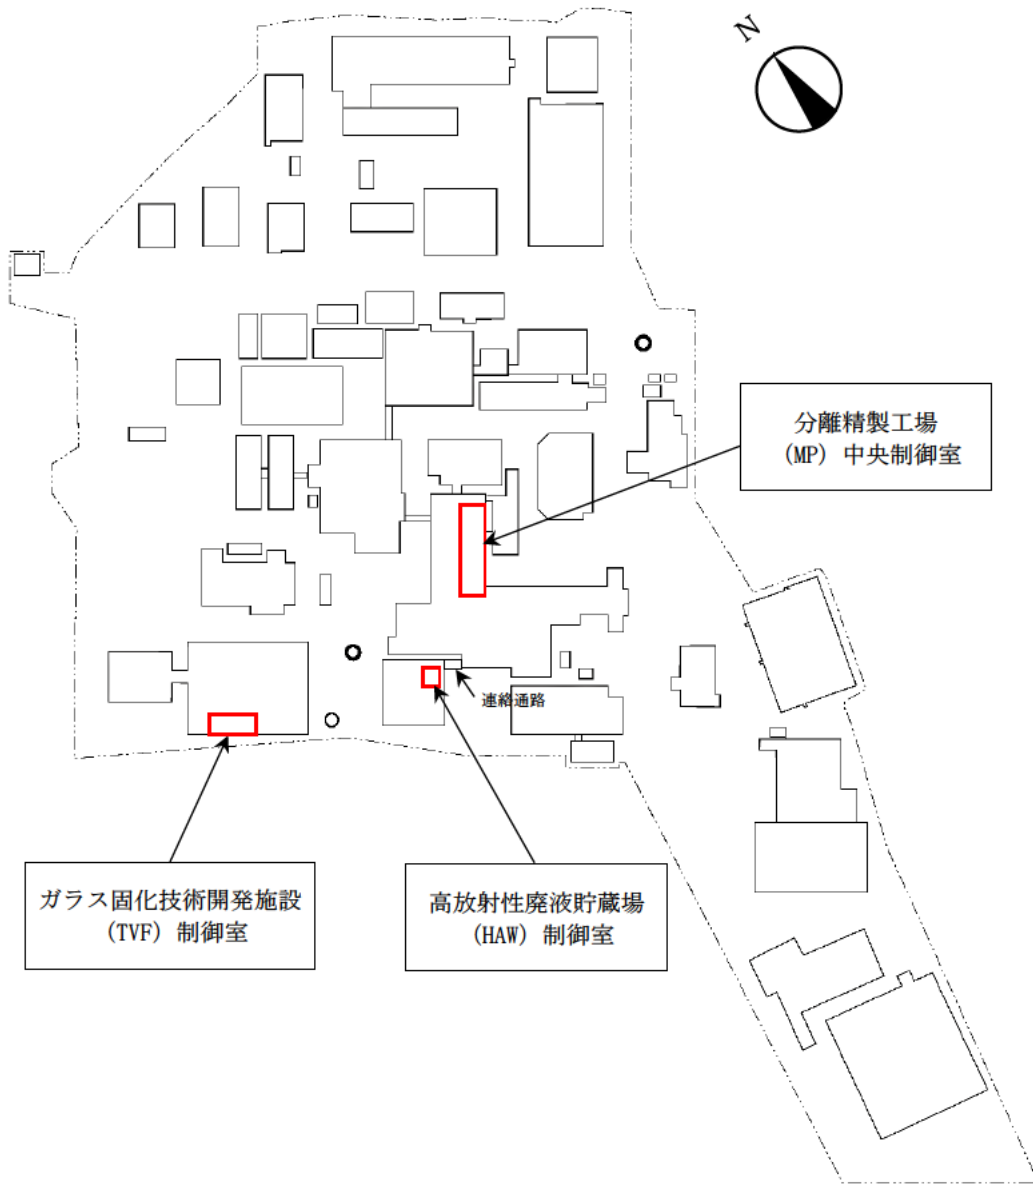 N
分離精製工場
(MP) 中央制御室
連絡通路
ガラス固化技術開発施設
(TVF) 制御室
高放射性廃液貯蔵場
(HAW) 制御室